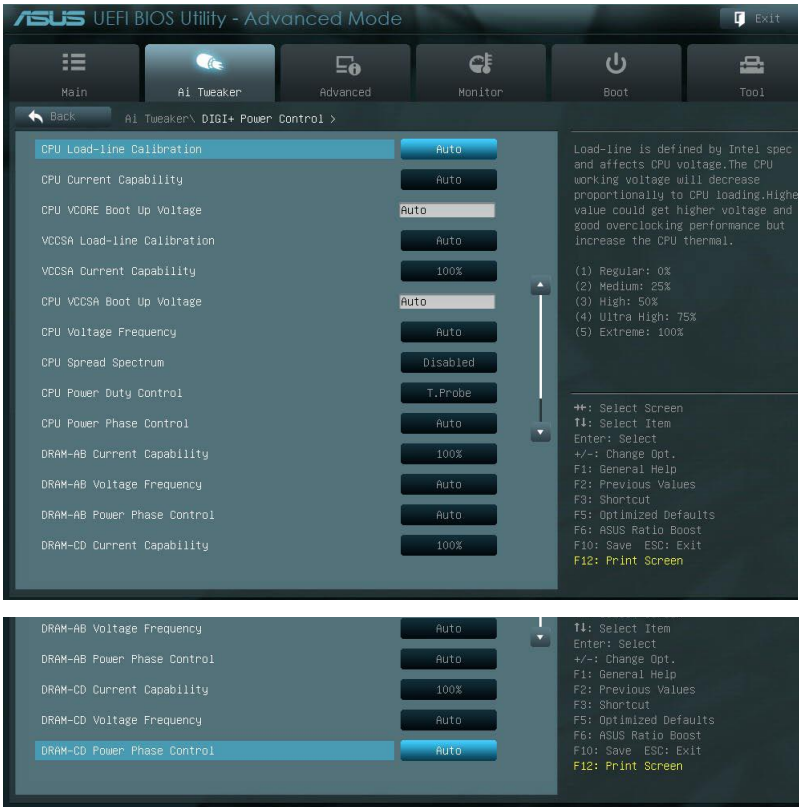 ASUS UEFI BIOS Utility - Advanced Mode
Exit
Main
Ai Tweaker
Advanced
Monitor
Boot
Tool
Back
Ai Tweaker\ DIGI+ Power Control >
CPU Load-line Calibration Auto
CPU Current Capability Auto
CPU VCORE Boot Up Voltage Auto
VCCSA Load-line Calibration Auto
VCCSA Current Capability 100%
CPU VCCSA Boot Up Voltage Auto
CPU Voltage Frequency Auto
CPU Spread Spectrum Disabled
CPU Power Duty Control T.Probe
CPU Power Phase Control Auto
DRAM-AB Current Capability 100%
DRAM-AB Voltage Frequency Auto
DRAM-AB Power Phase Control Auto
DRAM-CD Current Capability 100%
Load-line is defined by Intel spec
and affects CPU voltage.The CPU
working voltage will decrease
proportionally to CPU loading.Highe
value could get higher voltage and
good overclocking performance but
increase the CPU thermal.
(1) Regular: 0%
(2) Medium: 25%
(3) High: 50%
(4) Ultra High: 75%
(5) Extreme: 100%
→←: Select Screen
↑↓: Select Item
Enter: Select
+/-: Change Opt.
F1: General Help
F2: Previous Values
F3: Shortcut
F5: Optimized Defaults
F6: ASUS Ratio Boost
F10: Save ESC: Exit
F12: Print Screen
DRAM-AB Voltage Frequency Auto
DRAM-AB Power Phase Control Auto
DRAM-CD Current Capability 100%
DRAM-CD Voltage Frequency Auto
DRAM-CD Power Phase Control Auto
↑↓: Select Item
Enter: Select
+/-: Change Opt.
F1: General Help
F2: Previous Values
F3: Shortcut
F5: Optimized Defaults
F6: ASUS Ratio Boost
F10: Save ESC: Exit
F12: Print Screen